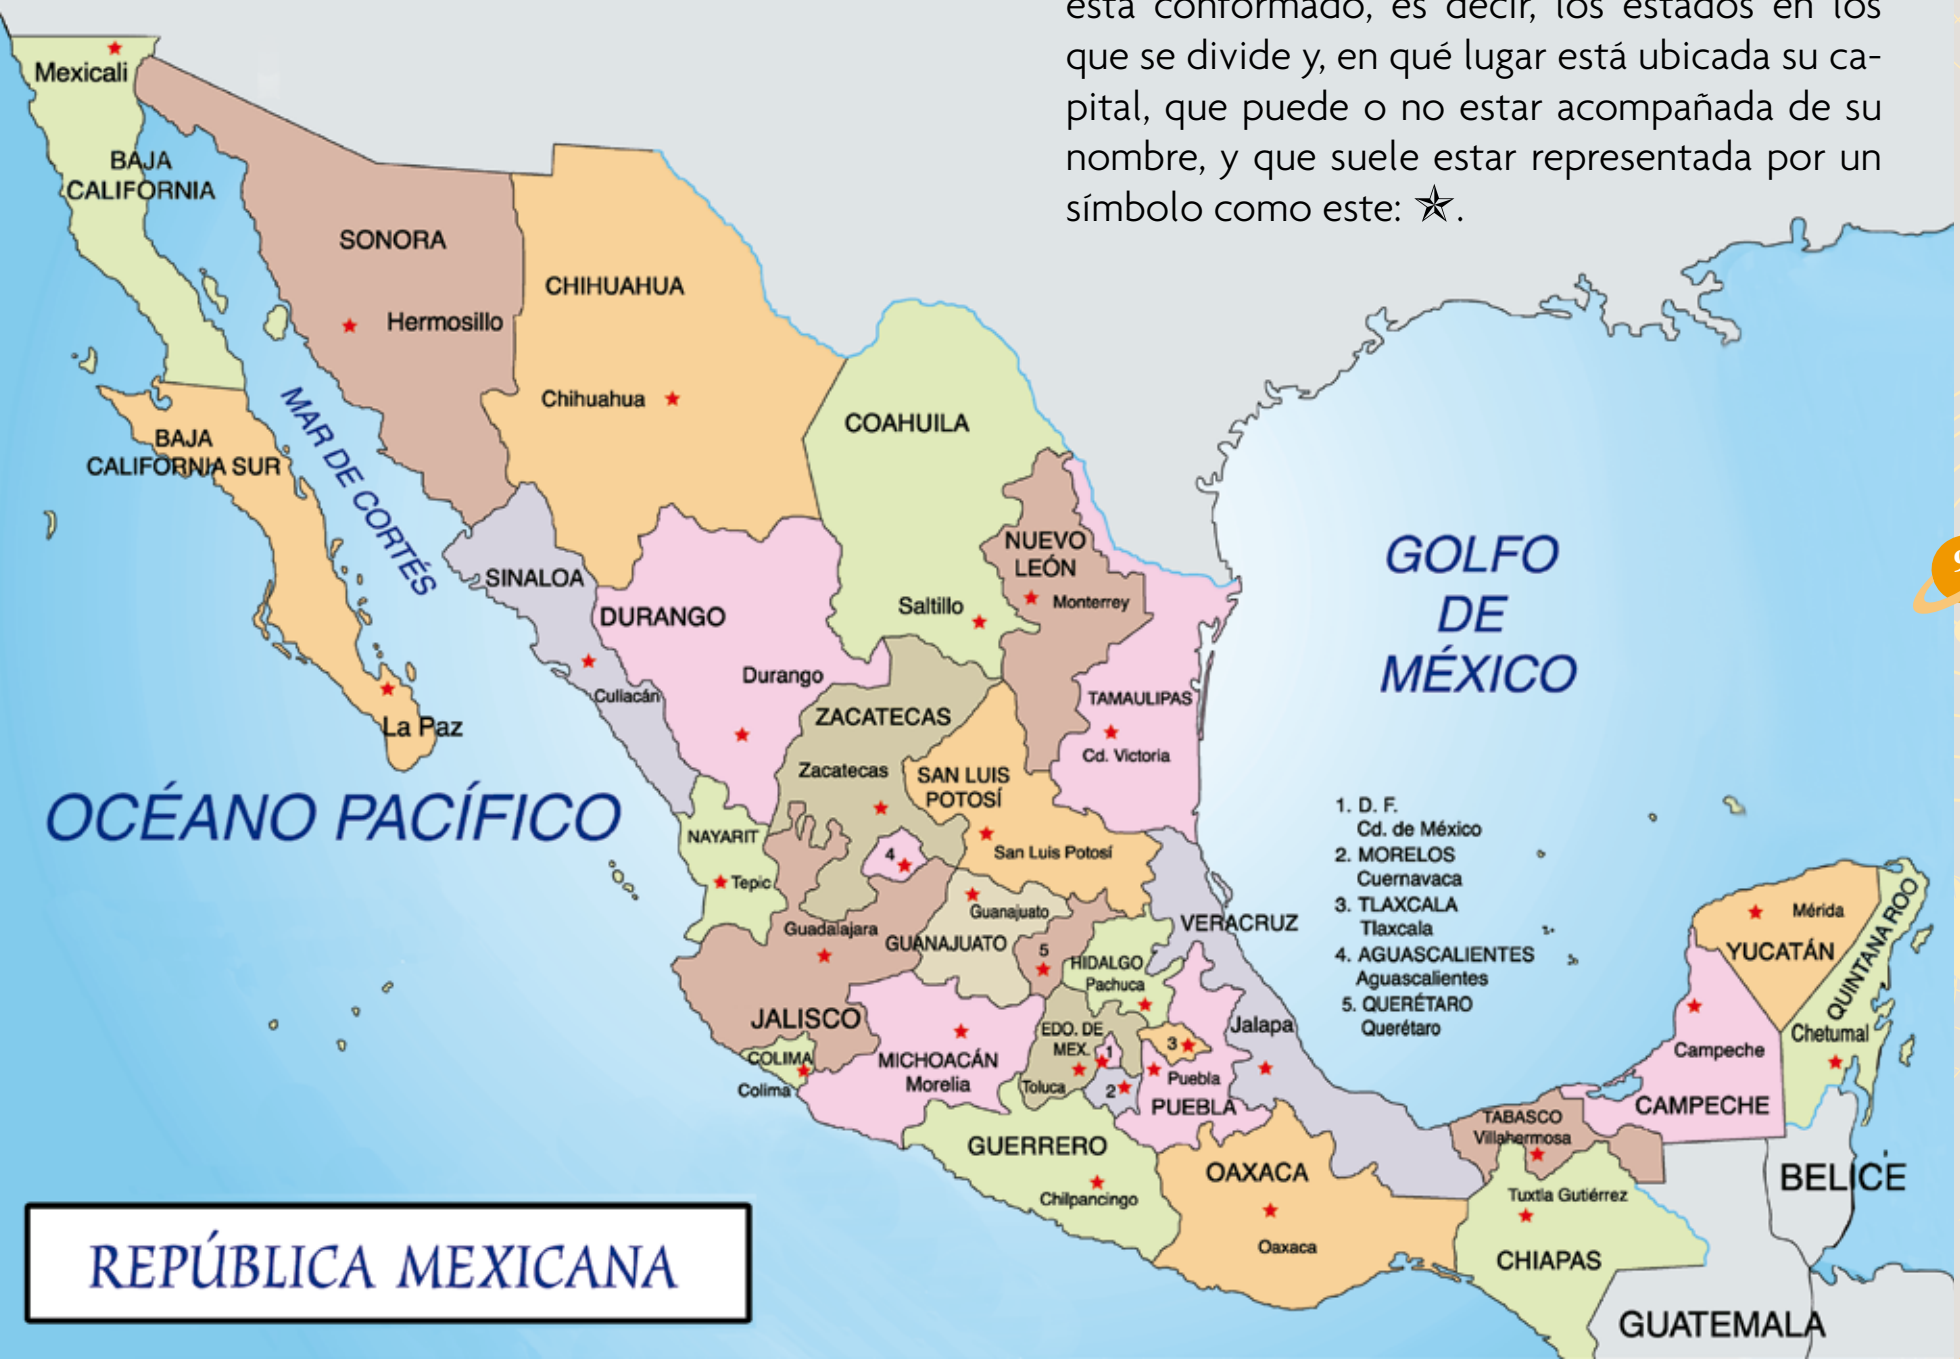 está conformado, es decir, los estados en los
que se divide y, en qué lugar está ubicada su ca-
pital, que puede o no estar acompañada de su
nombre, y que suele estar representada por un
símbolo como este: ★.
Mexicali
BAJA
CALIFORNIA
SONORA
Hermosillo
CHIHUAHUA
Chihuahua
COAHUILA
Saltillo
BAJA
CALIFORNIA SUR
La Paz
MAR DE CORTÉS
NUEVO
LEÓN
Monterrey
SINALOA
Culiacán
DURANGO
Durango
TAMAULIPAS
Cd. Victoria
ZACATECAS
Zacatecas
SAN LUIS
POTOSÍ
San Luis Potosí
GOLFO
DE
MÉXICO
OCÉANO PACÍFICO
NAYARIT
Tepic
4
1. D. F.
Cd. de México
2. MORELOS
Cuernavaca
3. TLAXCALA
Tlaxcala
4. AGUASCALIENTES
Aguascalientes
5. QUERÉTARO
Querétaro
Guadalajara
JALISCO
Guanajuato
GUANAJUATO
5
HIDALGO
Pachuca
VERACRUZ
Jalapa
COLIMA
Colima
MICHOACÁN
Morelia
EDO. DE
MEX.
Toluca
1
2
3
Puebla
PUEBLA
GUERRERO
Chilpancingo
OAXACA
Oaxaca
TABASCO
Villahermosa
Tuxtla Gutiérrez
CHIAPAS
Mérida
YUCATÁN
QUINTANA ROO
Chetumal
Campeche
CAMPECHE
BELICE
GUATEMALA
REPÚBLICA MEXICANA